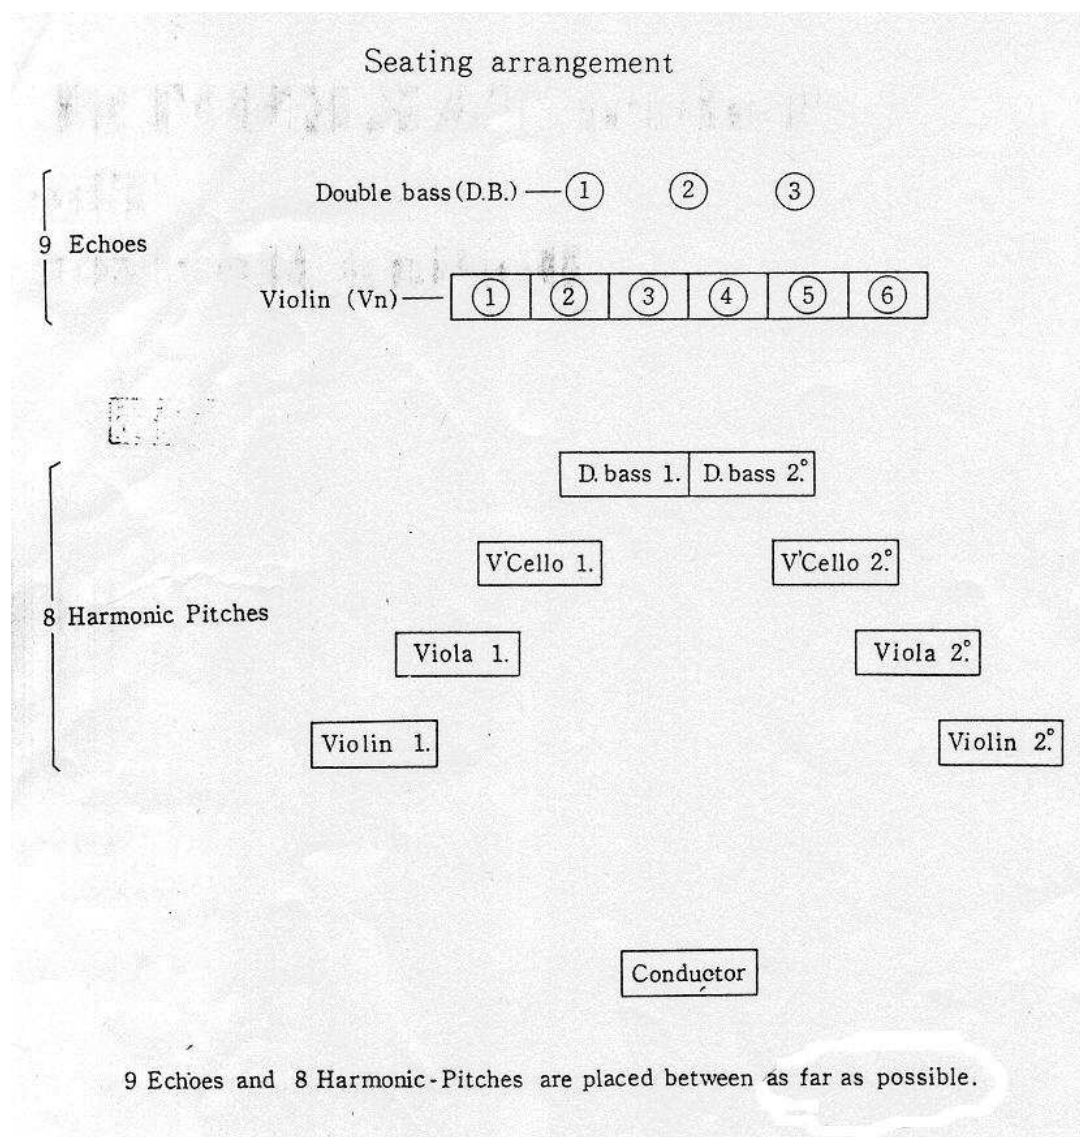 Seating arrangement
Double bass (D.B.) — ① ② ③
9 Echoes
Violin (Vn) — ① ② ③ ④ ⑤ ⑥
D. bass 1. D. bass 2°.
V'Cello 1. V'Cello 2°.
8 Harmonic Pitches
Viola 1. Viola 2°.
Violin 1. Violin 2°.
Conductor
9 Echoes and 8 Harmonic-Pitches are placed between as far as possible.